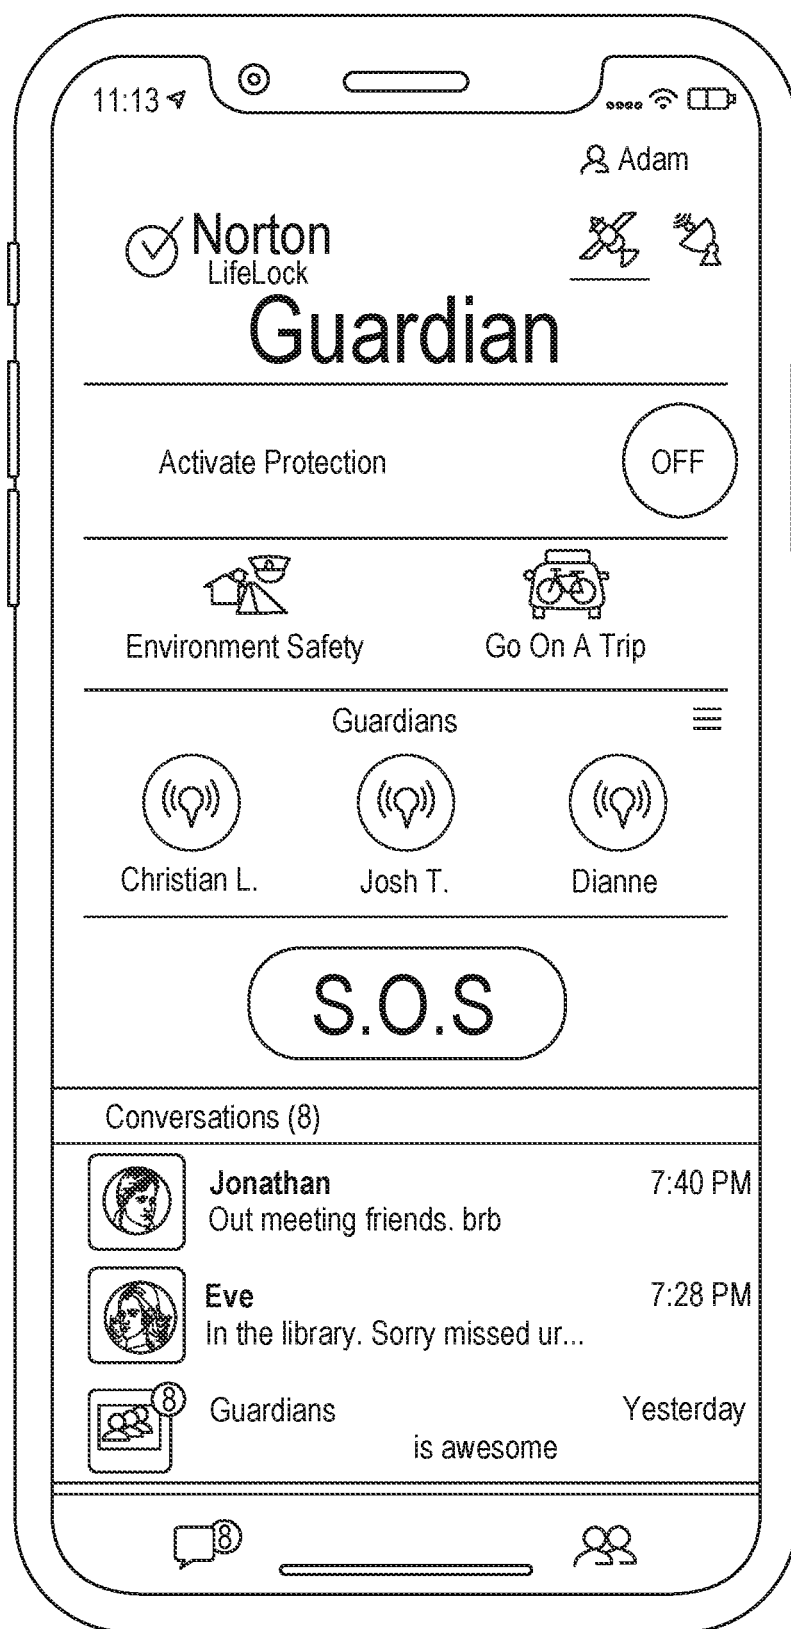 11:13
Adam
Norton
LifeLock
Guardian
Activate Protection
OFF
Environment Safety
Go On A Trip
Guardians
Christian L.
Josh T.
Dianne
S.O.S
Conversations (8)
Jonathan
7:40 PM
Out meeting friends. brb
Eve
7:28 PM
In the library. Sorry missed ur...
8
Guardians
Yesterday
is awesome
8